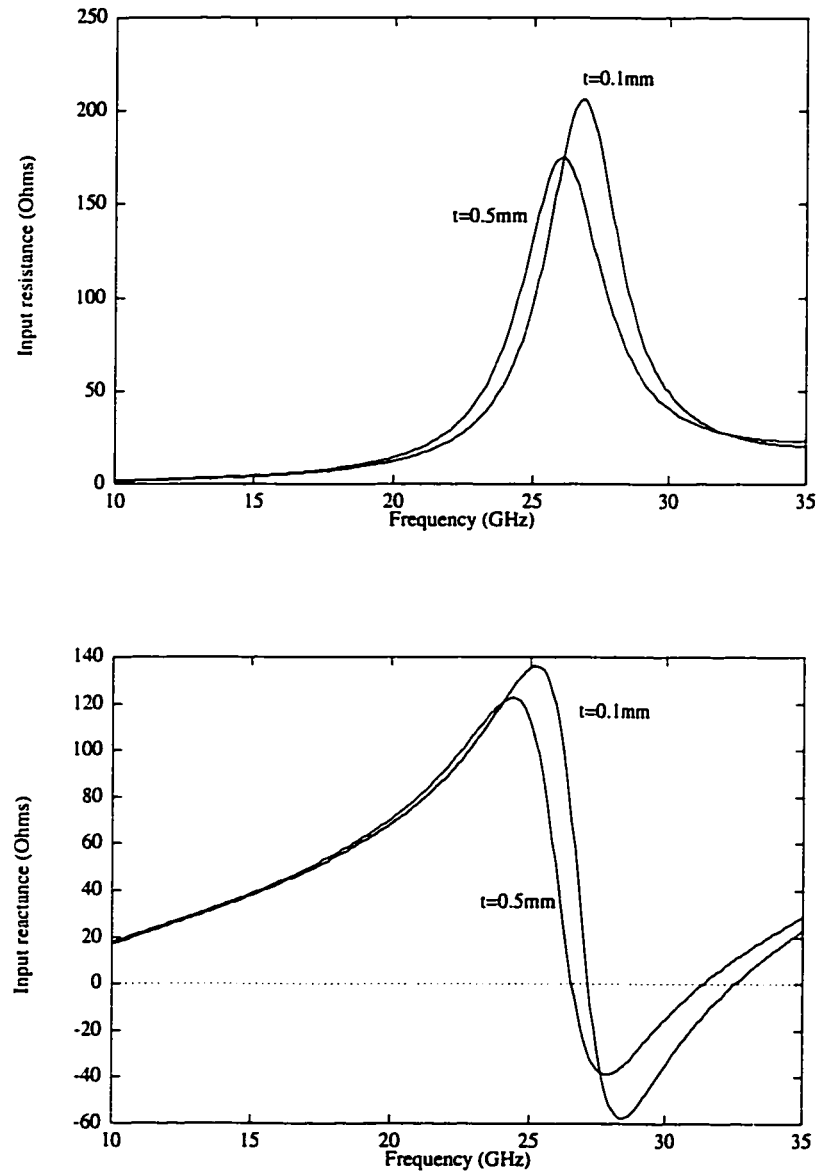 250
200
150
100
50
0
Input resistance (Ohms)
t=0.1mm
t=0.5mm
10 15 20 25 30 35
Frequency (GHz)
140
120
100
80
60
40
20
0
-20
-40
-60
Input reactance (Ohms)
t=0.1mm
t=0.5mm
10 15 20 25 30 35
Frequency (GHz)